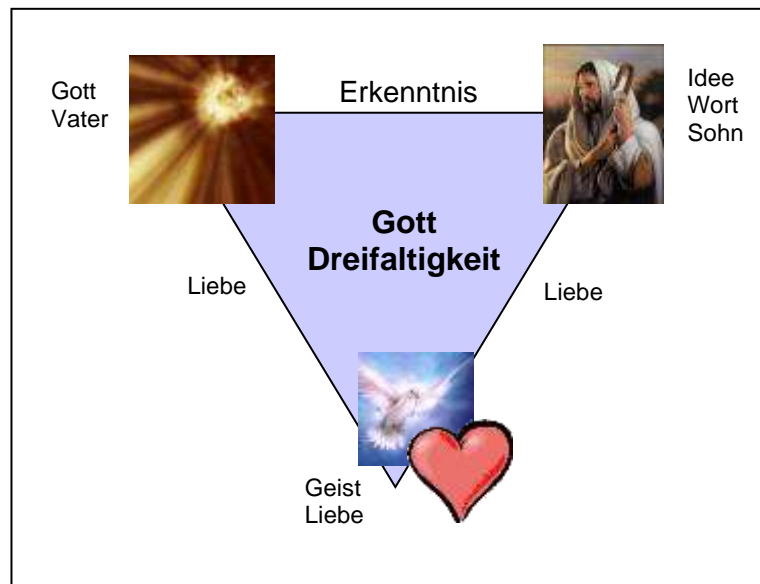 Gott
Vater
Erkenntnis
Idee
Wort
Sohn
Gott
Dreifaltigkeit
Liebe
Liebe
Geist
Liebe